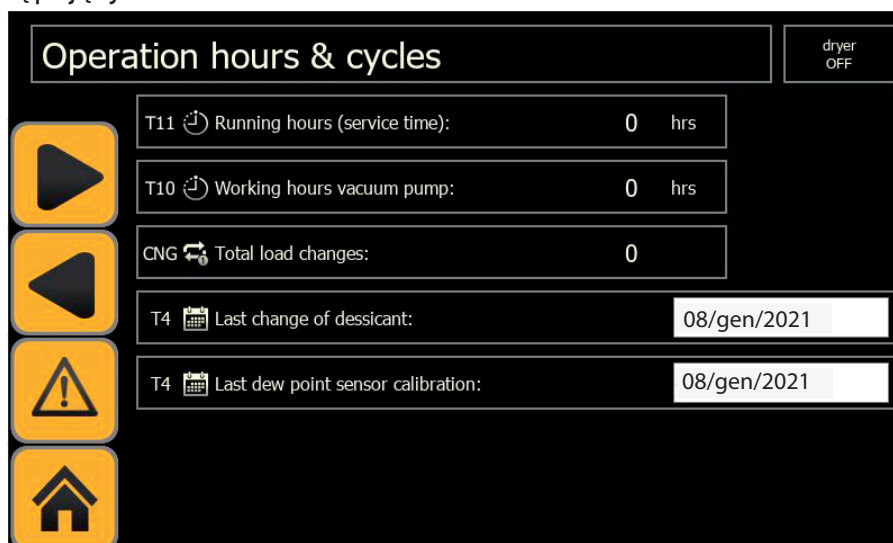 Operation hours & cycles
dryer
OFF
T11 Running hours (service time): 0 hrs
T10 Working hours vacuum pump: 0 hrs
CNG Total load changes: 0
T4 Last change of dessicant: 08/gen/2021
T4 Last dew point sensor calibration: 08/gen/2021